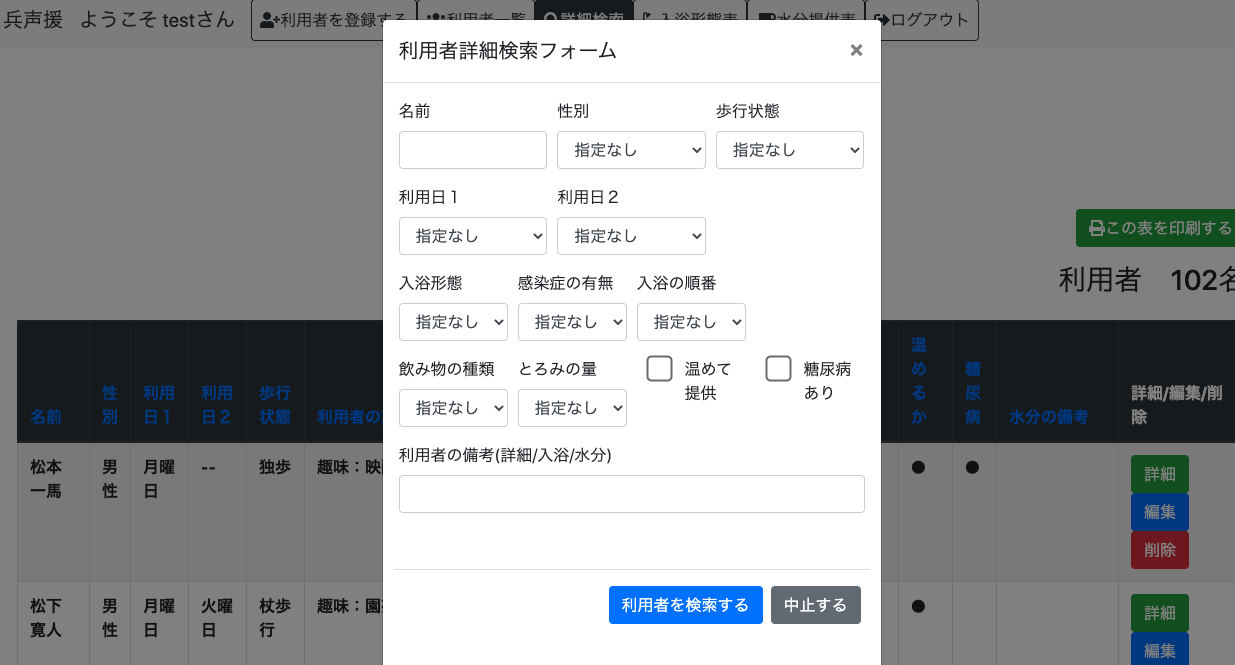 兵声援 ようこそ testさん 利用者を登録する 利用者一覧 詳細検索 入浴形態表 水分提供表 ログアウト
利用者詳細検索フォーム ×
名前 性別 歩行状態
指定なし 指定なし
利用日１ 利用日２
指定なし 指定なし
入浴形態 感染症の有無 入浴の順番
指定なし 指定なし 指定なし
飲み物の種類 とろみの量 温めて提供 糖尿病あり
指定なし 指定なし
利用者の備考(詳細/入浴/水分)
利用者を検索する 中止する
この表を印刷する
利用者 102名
名前 性別 利用日１ 利用日２ 歩行状態 利用者の 温めるか 糖尿病 水分の備考 詳細/編集/削除
松本一馬 男性 月曜日 -- 独歩 趣味：映 ● ●
詳細
編集
削除
松下寛人 男性 月曜日 火曜日 杖歩行 趣味：園 ●
詳細
編集